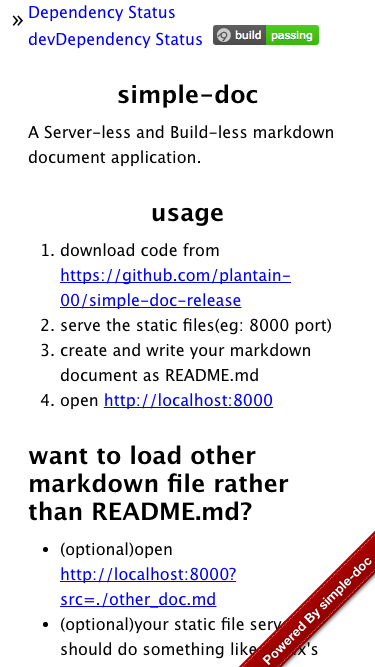 »
Dependency Status
devDependency Status build passing
simple-doc
A Server-less and Build-less markdown
document application.
usage
1. download code from
https://github.com/plantain-
00/simple-doc-release
2. serve the static files(eg: 8000 port)
3. create and write your markdown
document as README.md
4. open http://localhost:8000
want to load other
markdown file rather
than README.md?
• (optional)open
http://localhost:8000?
src=./other_doc.md
• (optional)your static file
should do something like
Powered By simple-doc